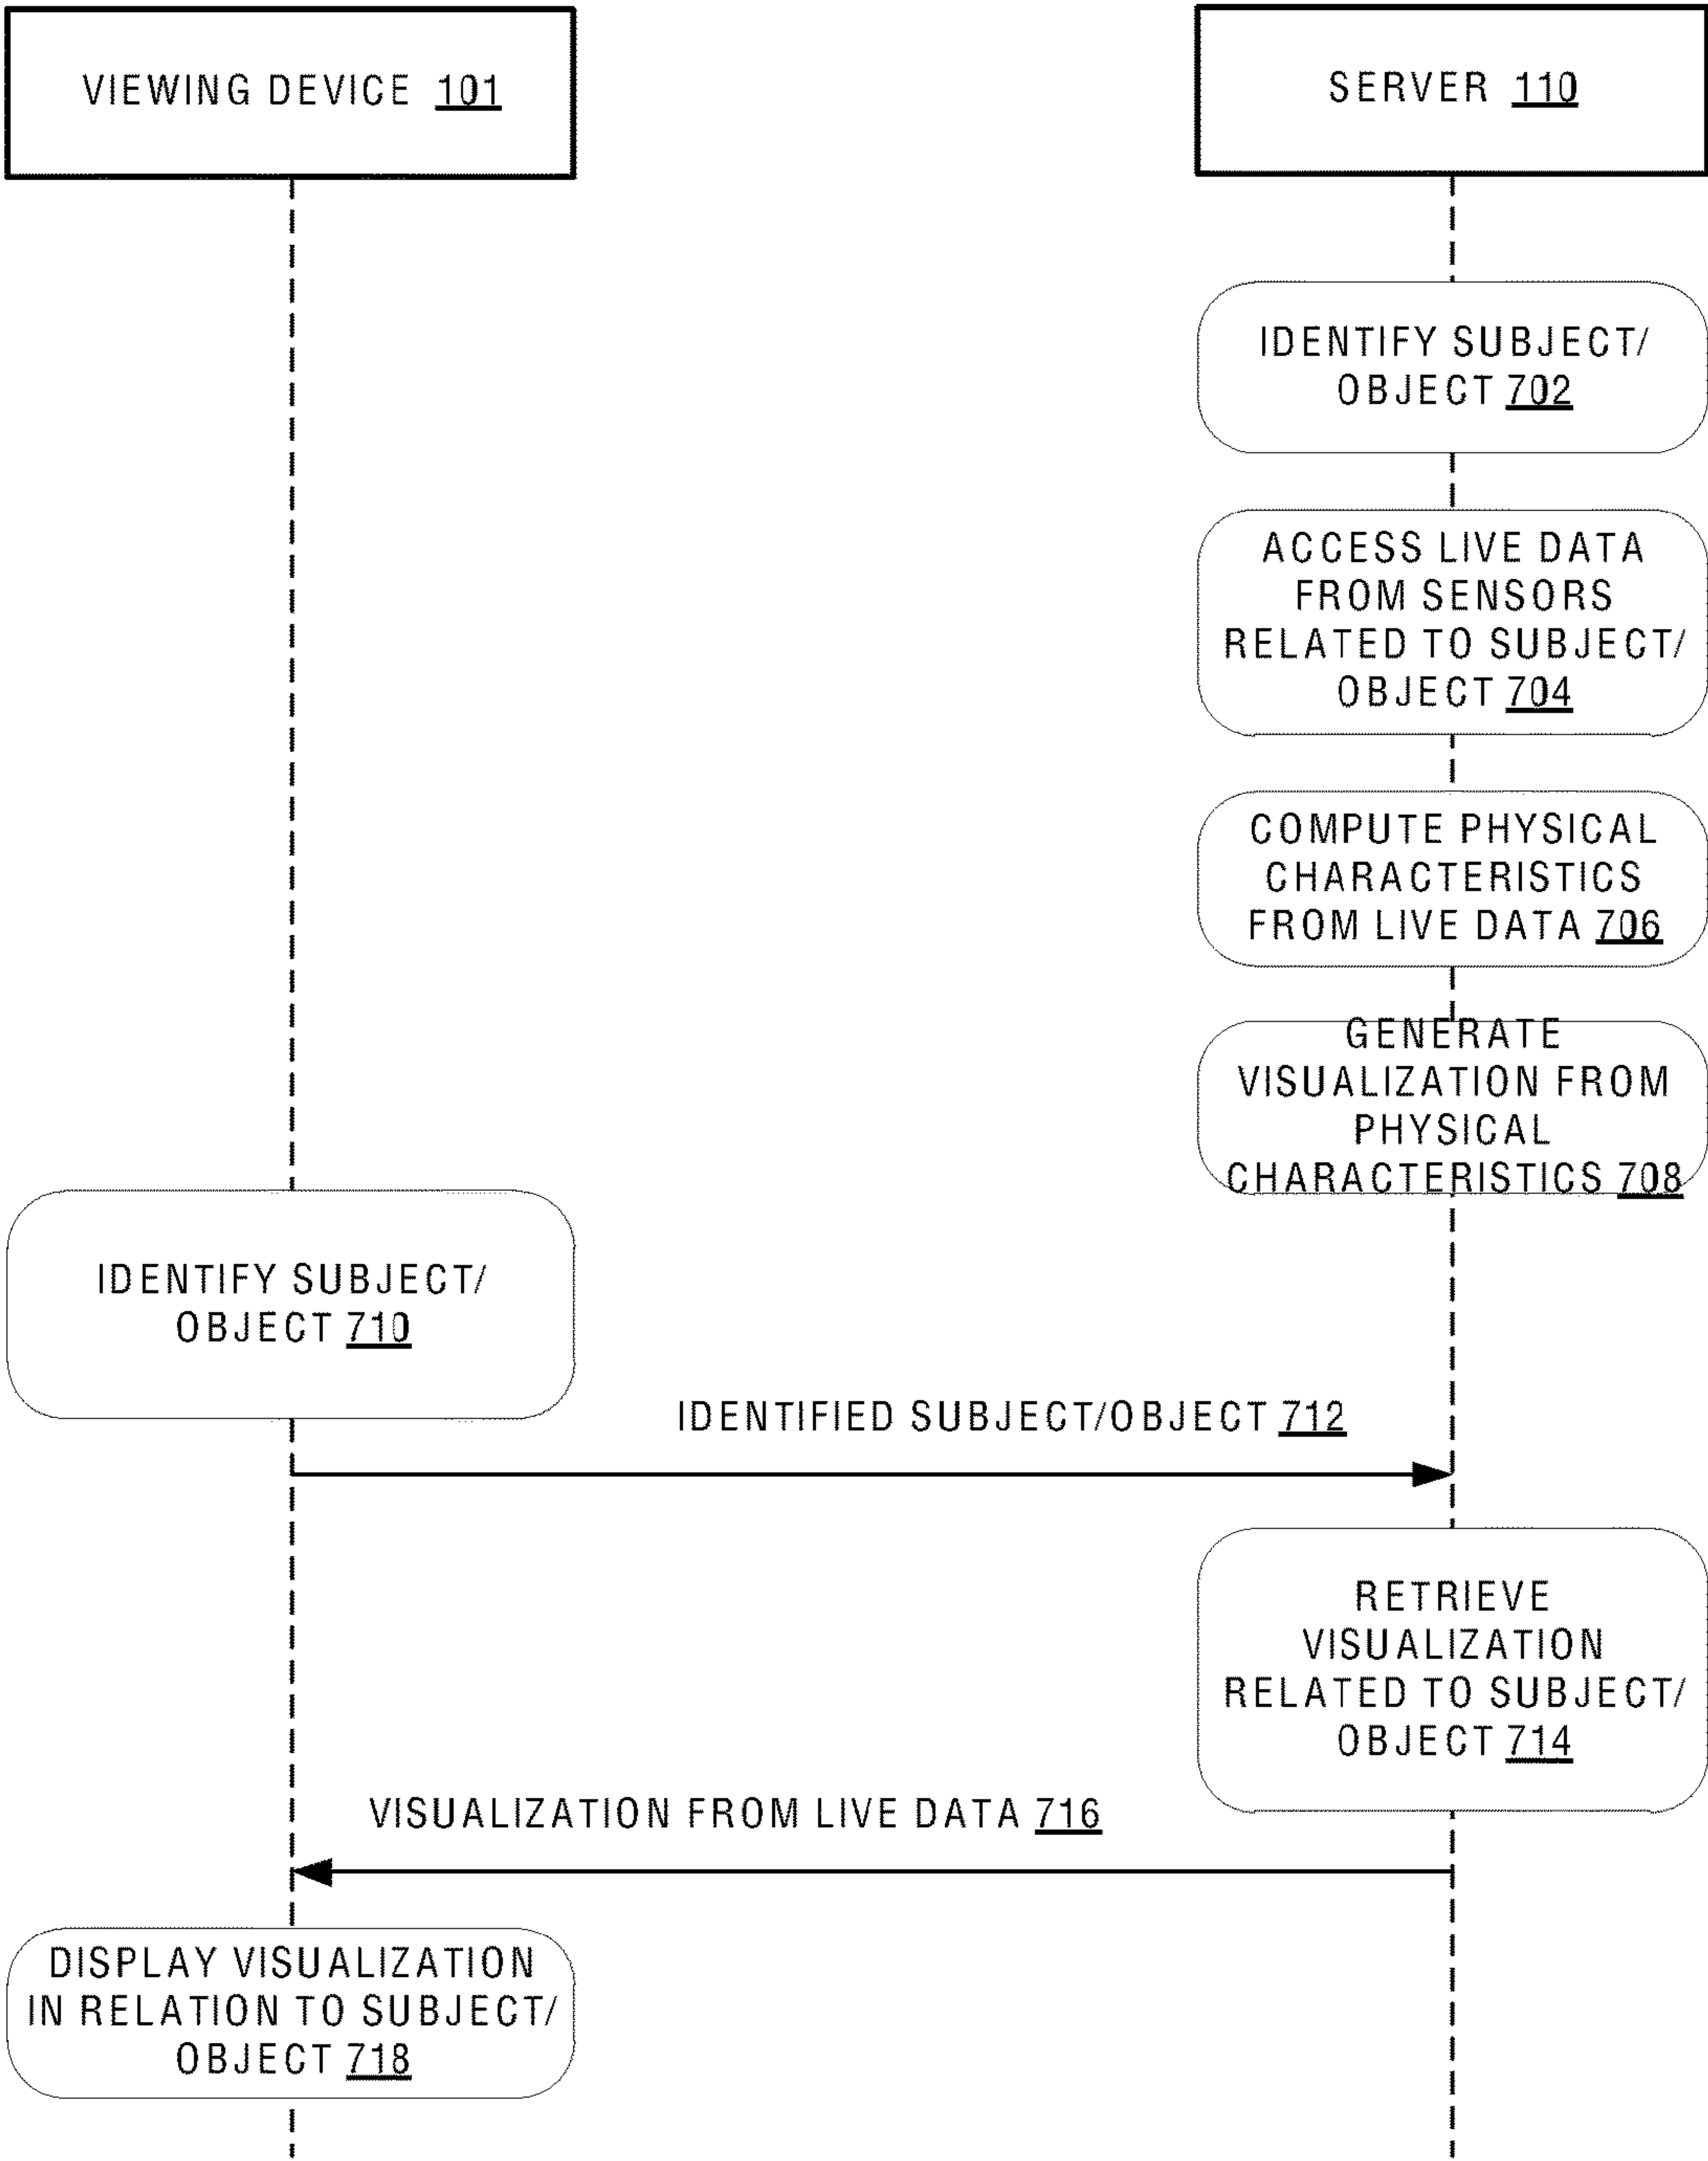 VIEWING DEVICE 101
SERVER 110
IDENTIFY SUBJECT/
OBJECT 702
ACCESS LIVE DATA
FROM SENSORS
RELATED TO SUBJECT/
OBJECT 704
COMPUTE PHYSICAL
CHARACTERISTICS
FROM LIVE DATA 706
GENERATE
VISUALIZATION FROM
PHYSICAL
CHARACTERISTICS 708
IDENTIFY SUBJECT/
OBJECT 710
IDENTIFIED SUBJECT/OBJECT 712
RETRIEVE
VISUALIZATION
RELATED TO SUBJECT/
OBJECT 714
VISUALIZATION FROM LIVE DATA 716
DISPLAY VISUALIZATION
IN RELATION TO SUBJECT/
OBJECT 718